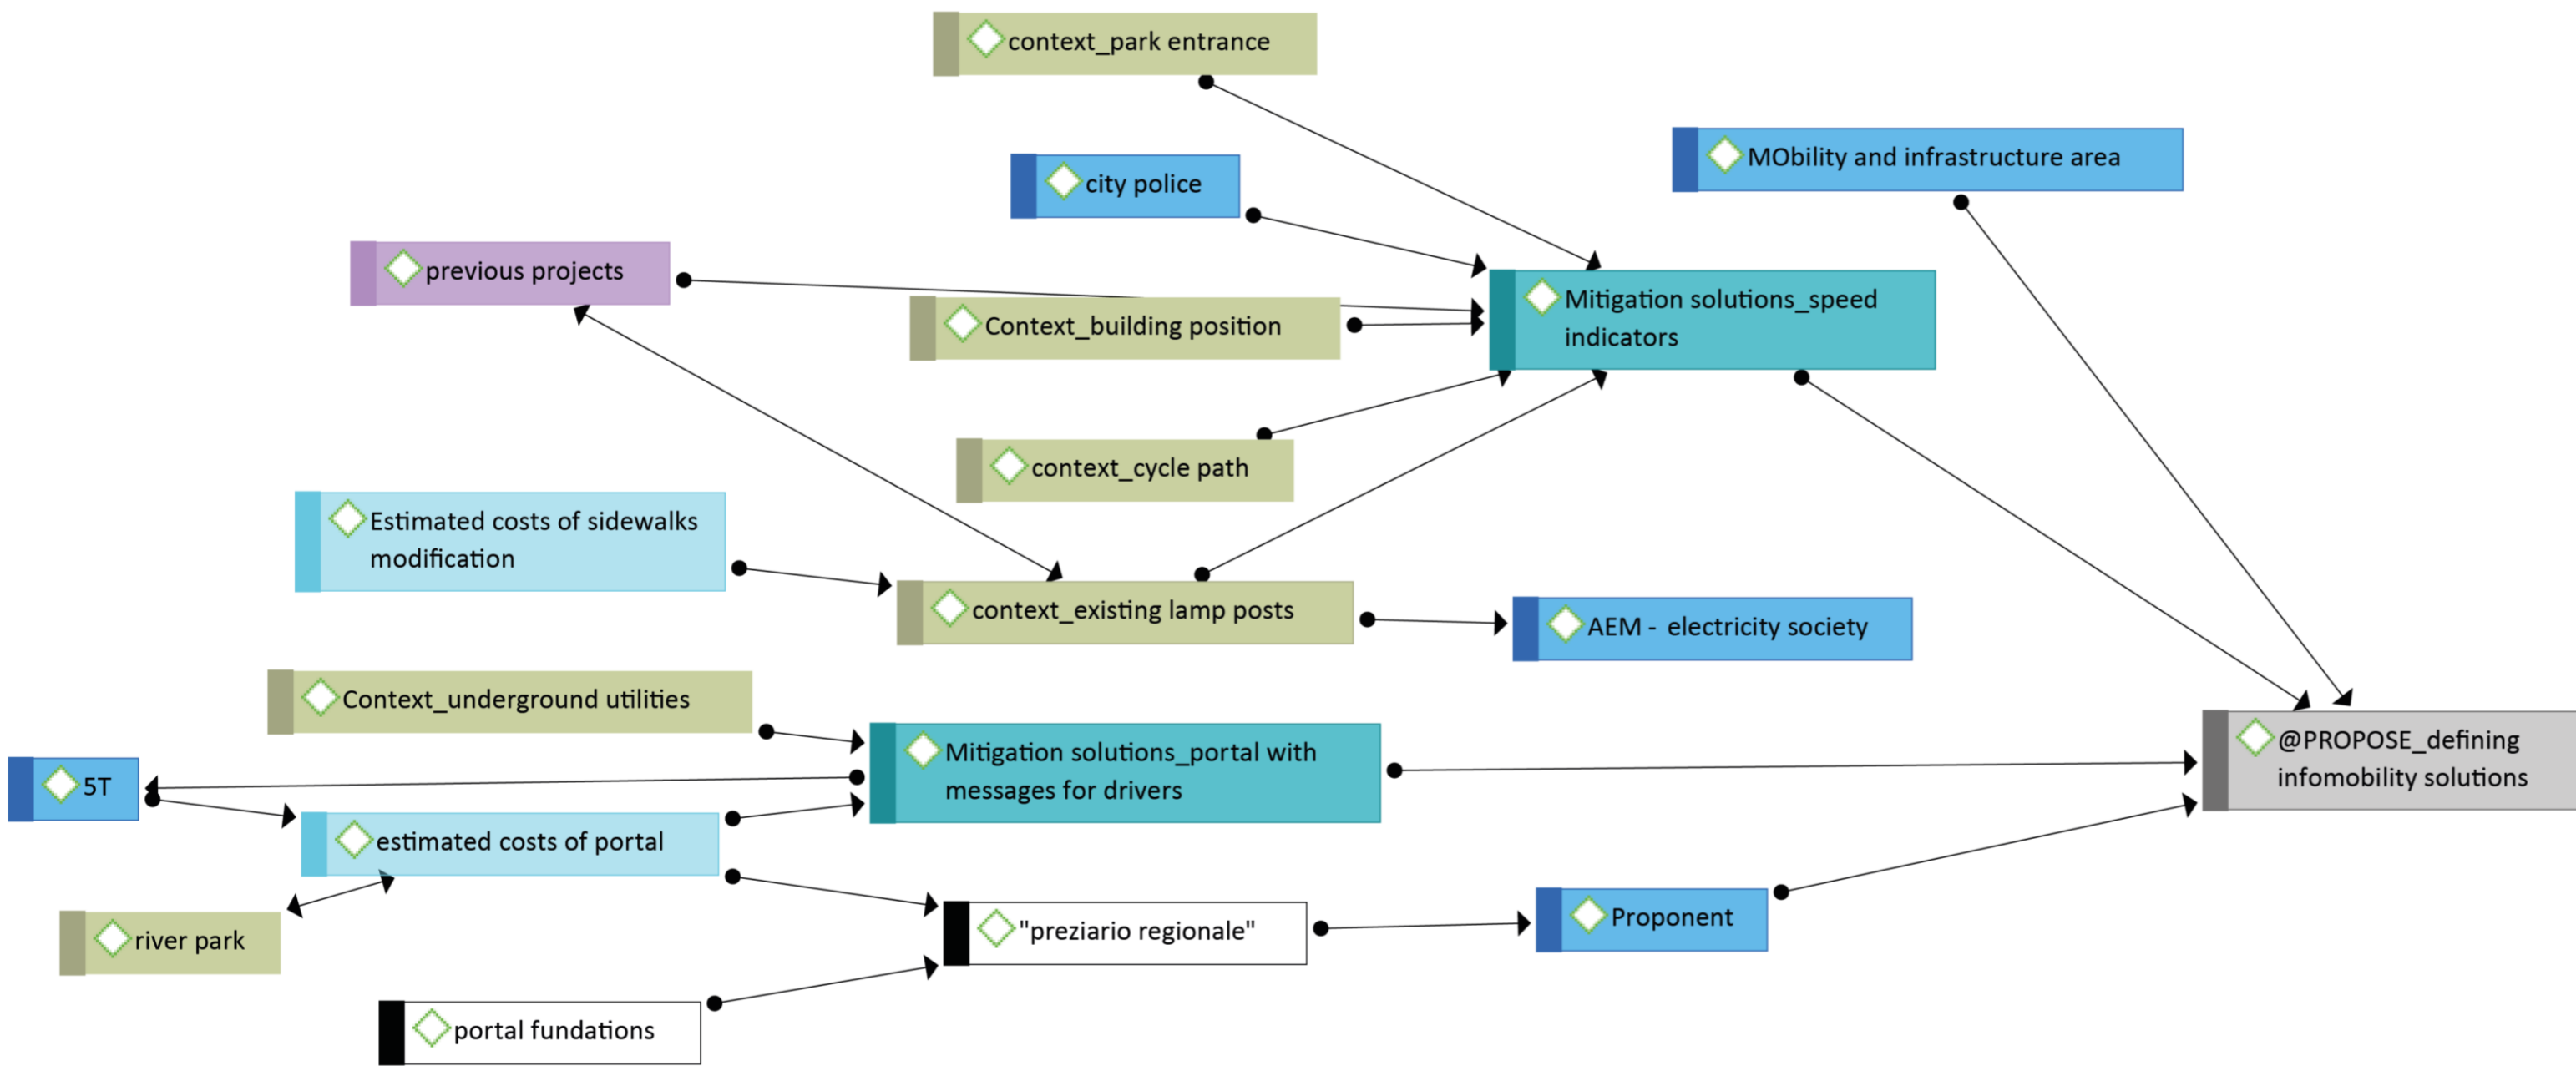 context_park entrance
MObility and infrastructure area
city police
previous projects
Mitigation solutions_speed
indicators
Context_building position
context_cycle path
Estimated costs of sidewalks
modification
context_existing lamp posts
AEM - electricity society
Context_underground utilities
Mitigation solutions_portal with
messages for drivers
@PROPOSE_defining
infomobility solutions
5T
estimated costs of portal
"preziario regionale"
Proponent
river park
portal fundations